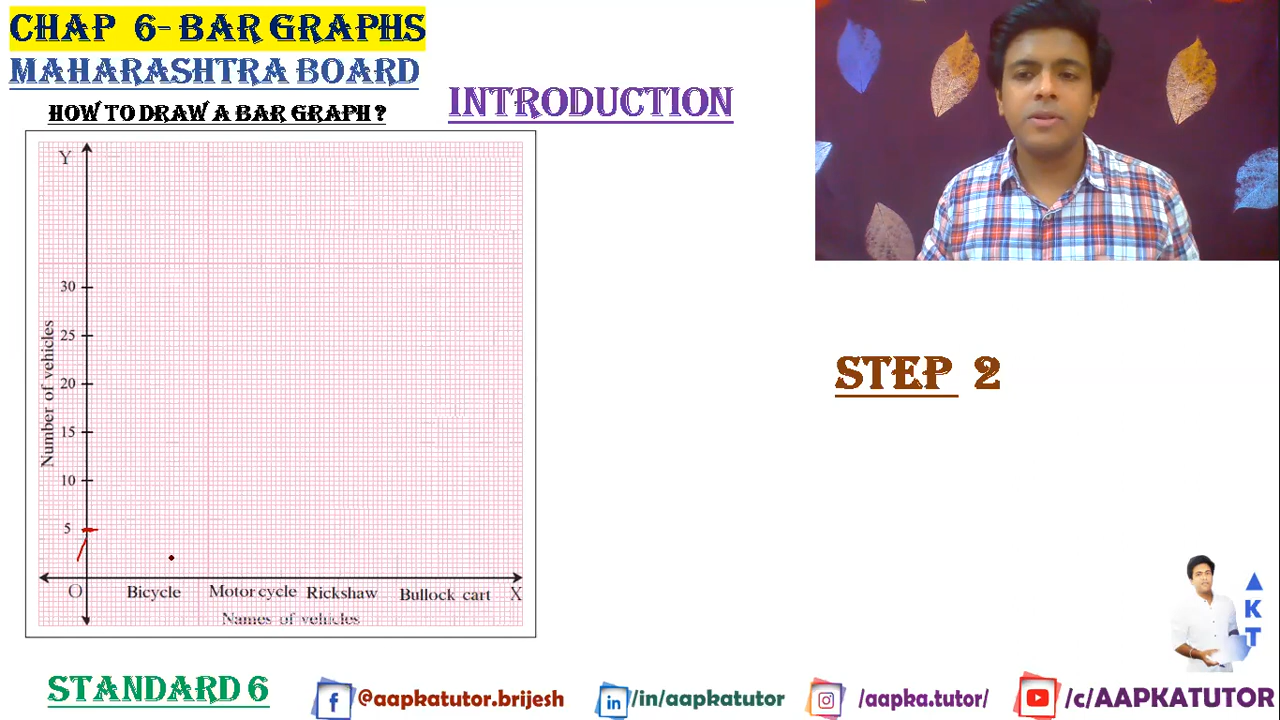 CHAP 6- BAR GRAPHS
MAHARASHTRA BOARD
HOW TO DRAW A BAR GRAPH ?
INTRODUCTION
Y
30
25
20
15
10
5
Number of vehicles
O
Bicycle Motorcycle Rickshaw Bullock cart X
Names of vehicles
STEP 2
AKT
STANDARD 6
@aapkatutor.brijesh
/in/aapkatutor
/aapka.tutor/
/c/AAPKATUTOR